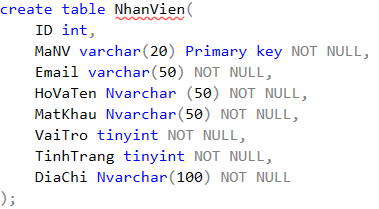 create table NhanVien(
ID int,
MaNV varchar(20) Primary key NOT NULL,
Email varchar(50) NOT NULL,
HoVaTen Nvarchar (50) NOT NULL,
MatKhau Nvarchar(50) NOT NULL,
VaiTro tinyint NOT NULL,
TinhTrang tinyint NOT NULL,
DiaChi Nvarchar(100) NOT NULL
);